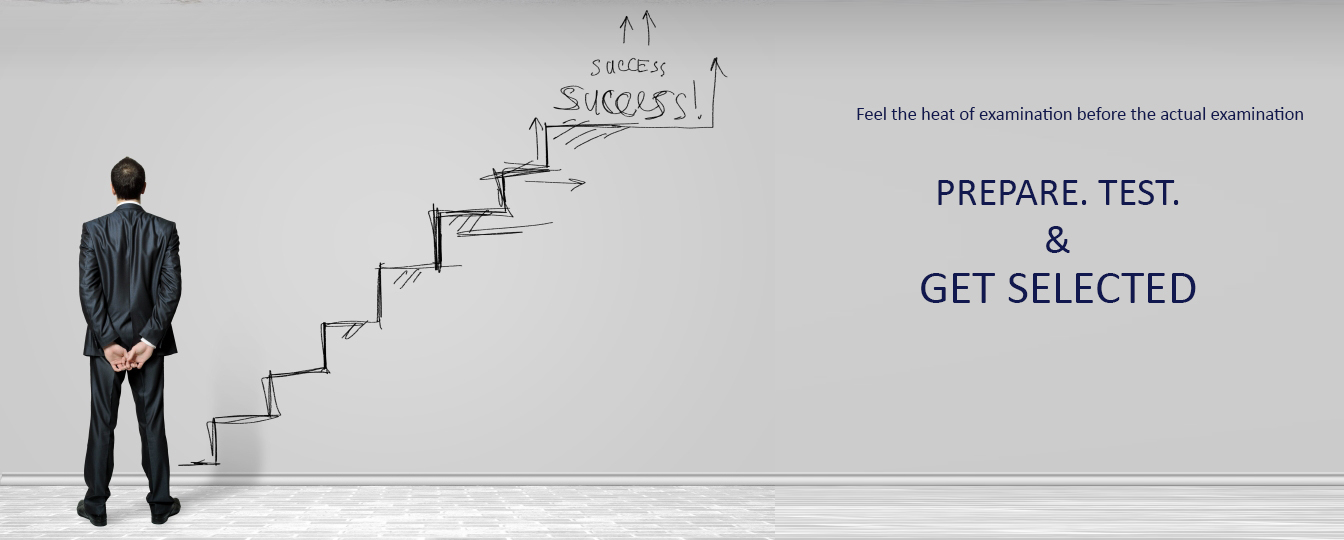 SUCCESS
SUCCESS!
Feel the heat of examination before the actual examination
PREPARE. TEST.
&
GET SELECTED